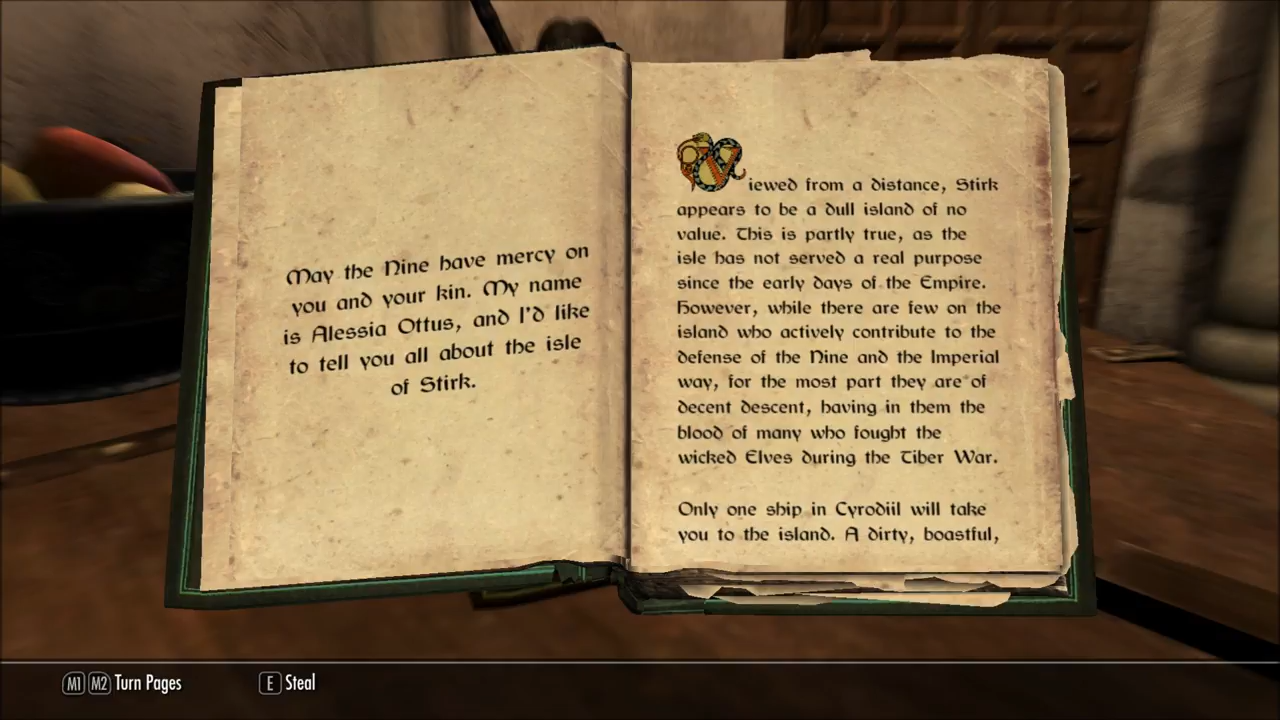 May the Nine have mercy on
you and your kin. My name
is Alessia Ottus, and I'd like
to tell you all about the isle
of Stirk.
Viewed from a distance, Stirk
appears to be a dull island of no
value. This is partly true, as the
isle has not served a real purpose
since the early days of the Empire.
However, while there are few on the
island who actively contribute to the
defense of the Nine and the Imperial
way, for the most part they are of
decent descent, having in them the
blood of many who fought the
wicked Elves during the Tiber War.
Only one ship in Cyrodiil will take
you to the island. A dirty, boastful,
M1 M2 Turn Pages E Steal